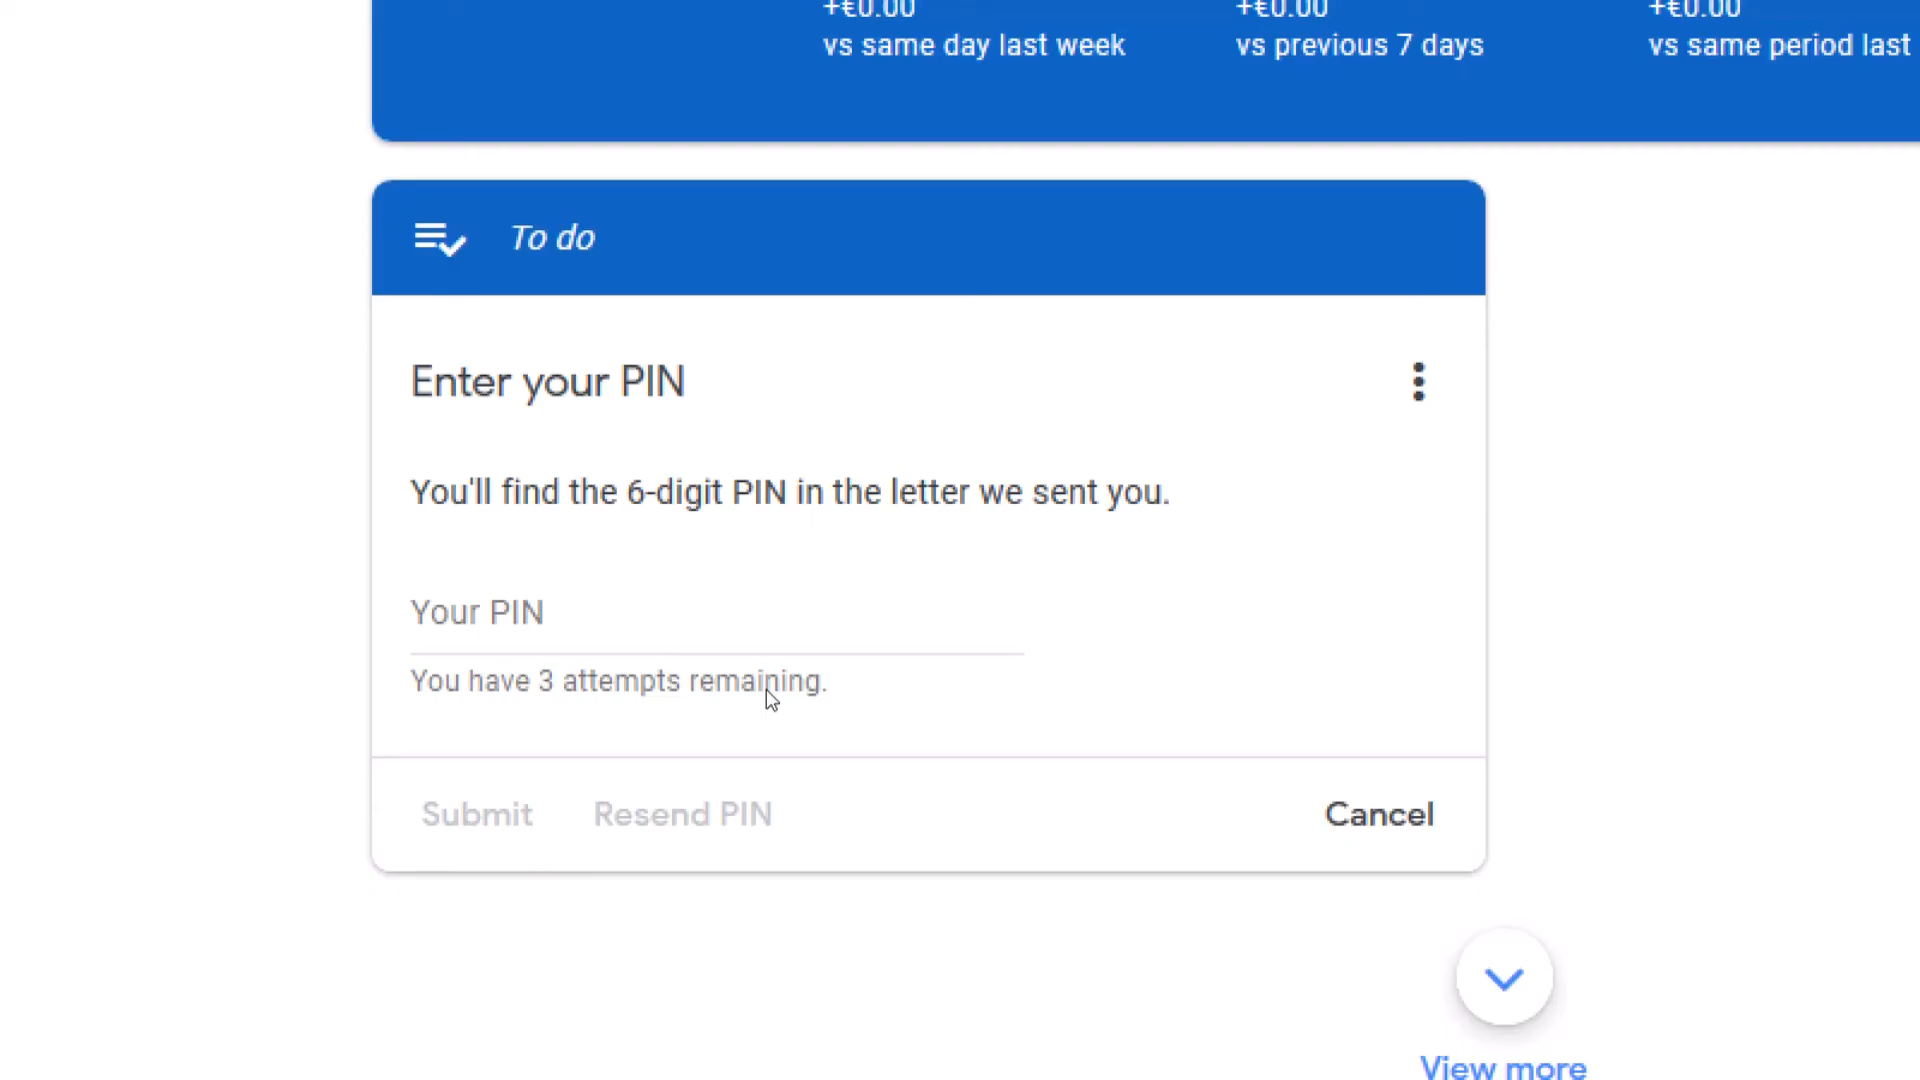 +€0.00 +€0.00 +€0.00
vs same day last week vs previous 7 days vs same period last
To do
Enter your PIN
You'll find the 6-digit PIN in the letter we sent you.
Your PIN
You have 3 attempts remaining.
Submit Resend PIN Cancel
View more